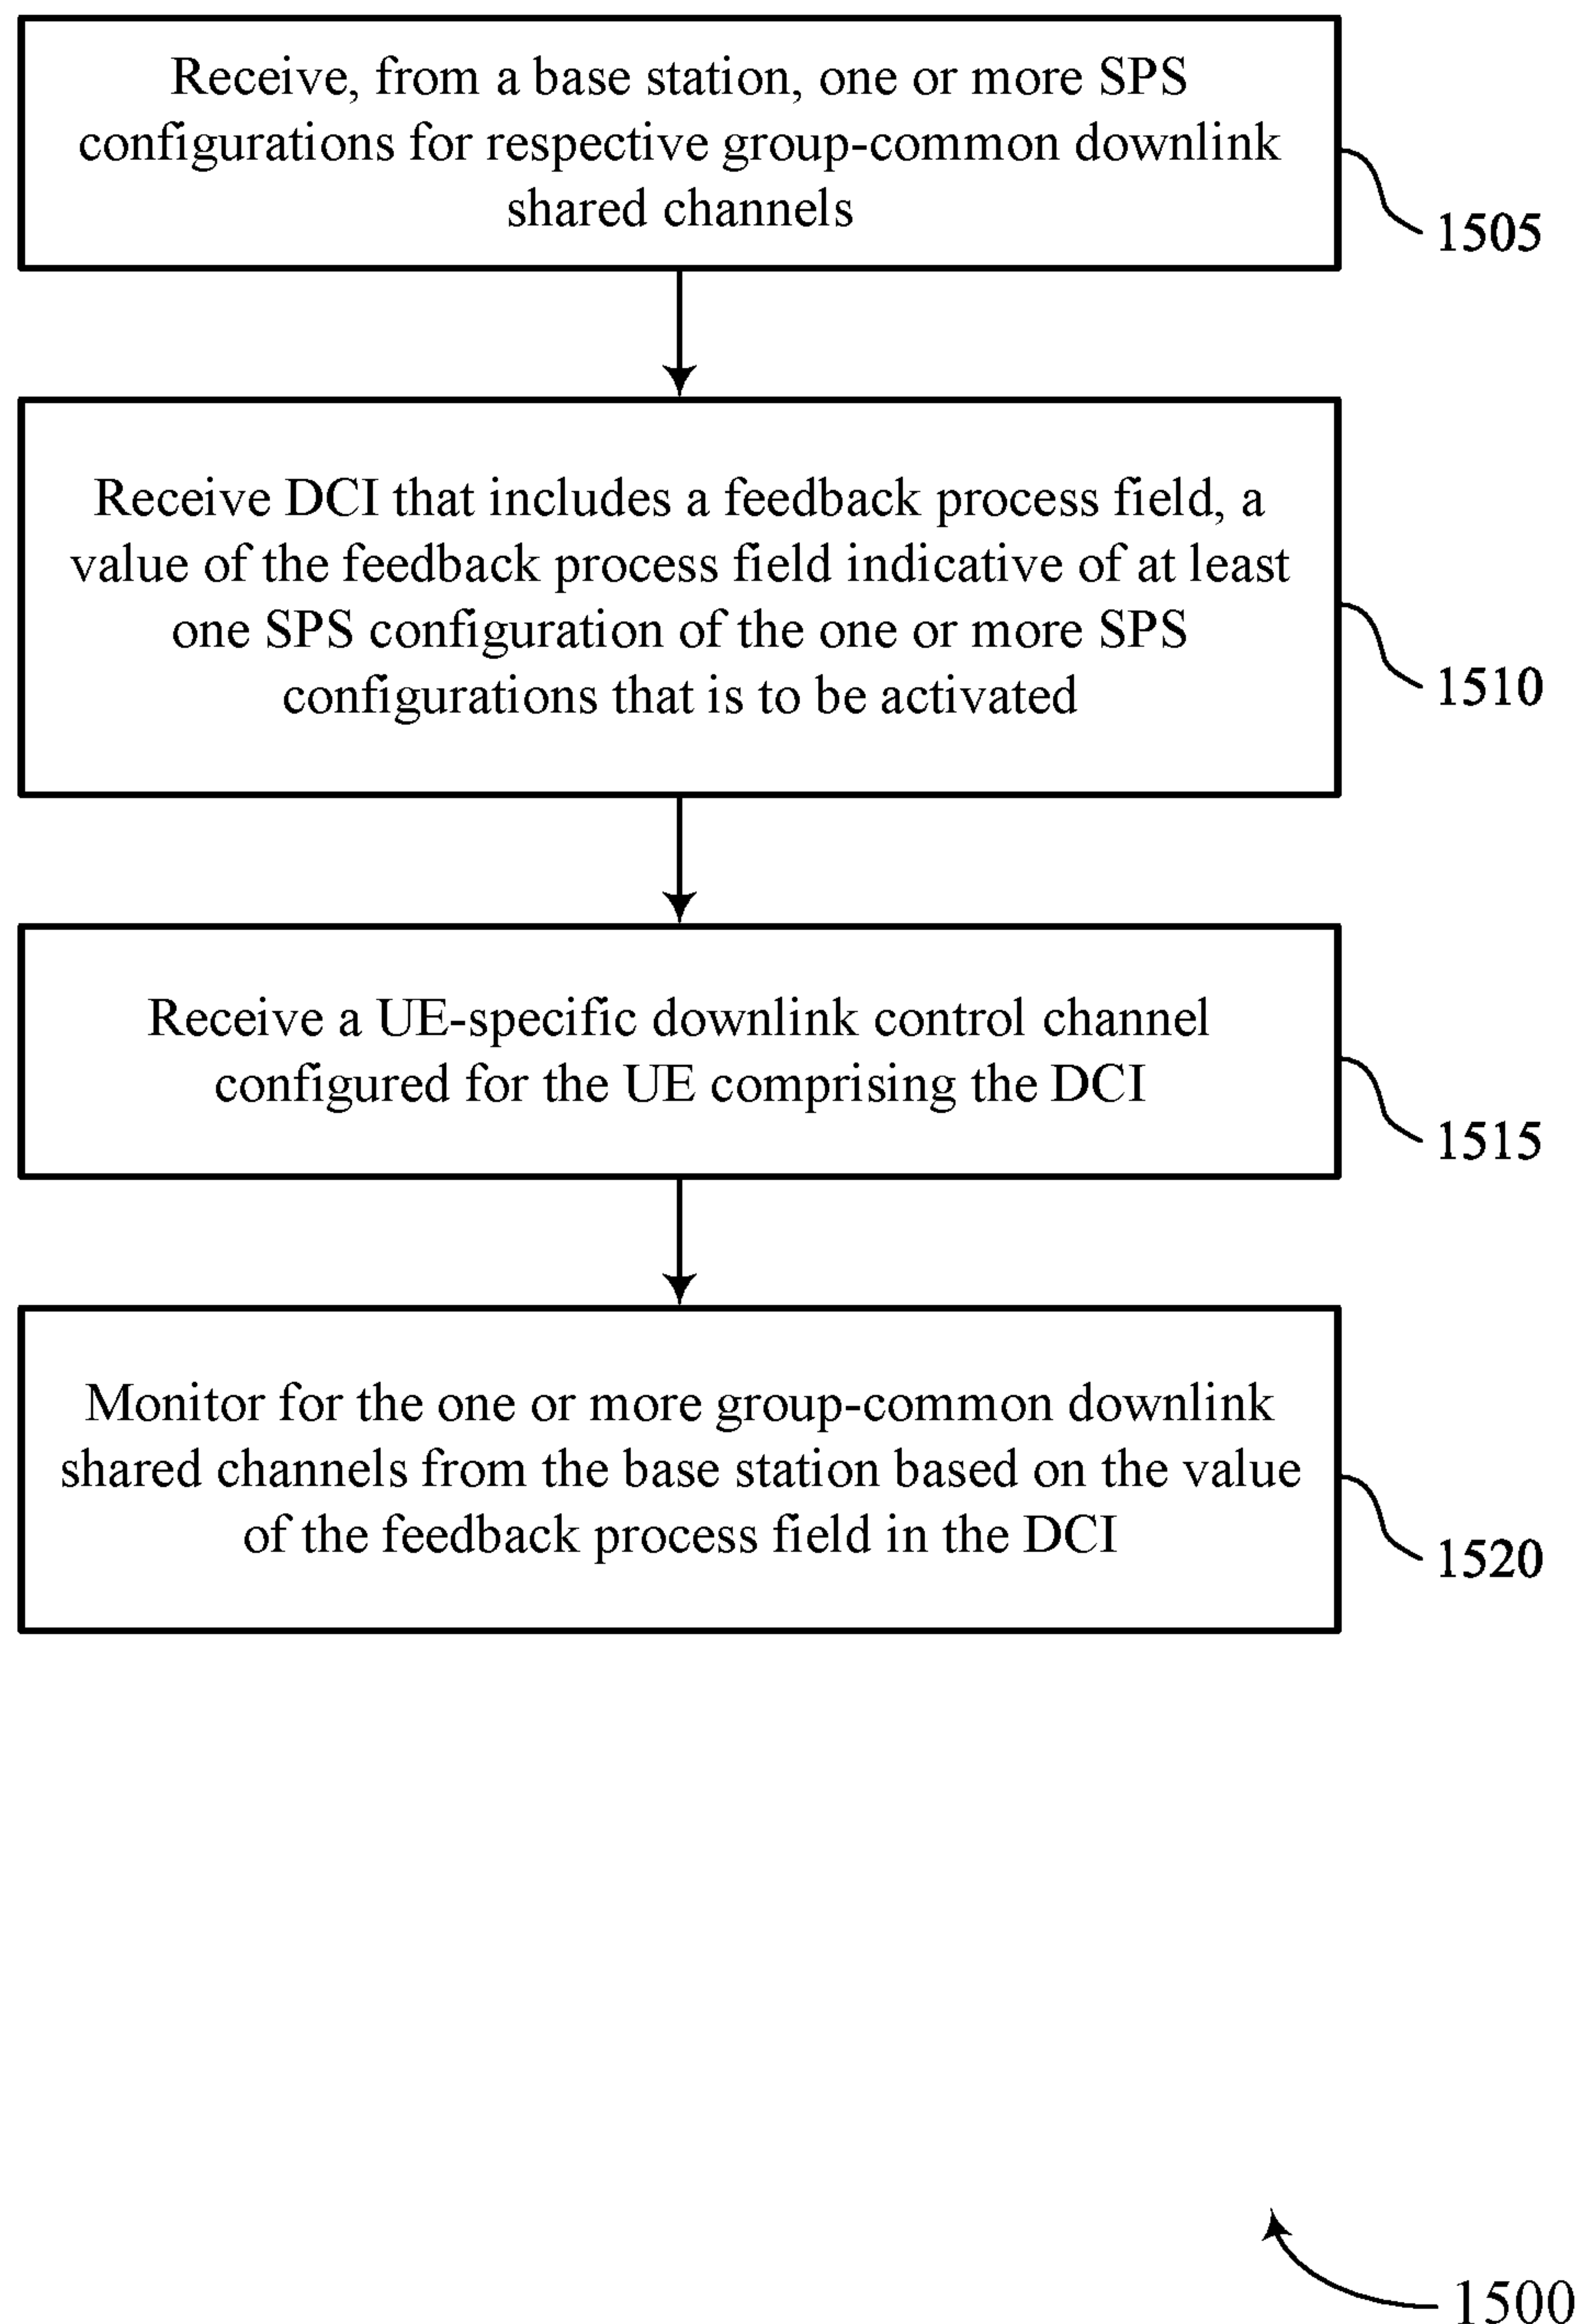 Receive, from a base station, one or more SPS
configurations for respective group-common downlink
shared channels
1505
Receive DCI that includes a feedback process field, a
value of the feedback process field indicative of at least
one SPS configuration of the one or more SPS
configurations that is to be activated
1510
Receive a UE-specific downlink control channel
configured for the UE comprising the DCI
1515
Monitor for the one or more group-common downlink
shared channels from the base station based on the value
of the feedback process field in the DCI
1520
1500